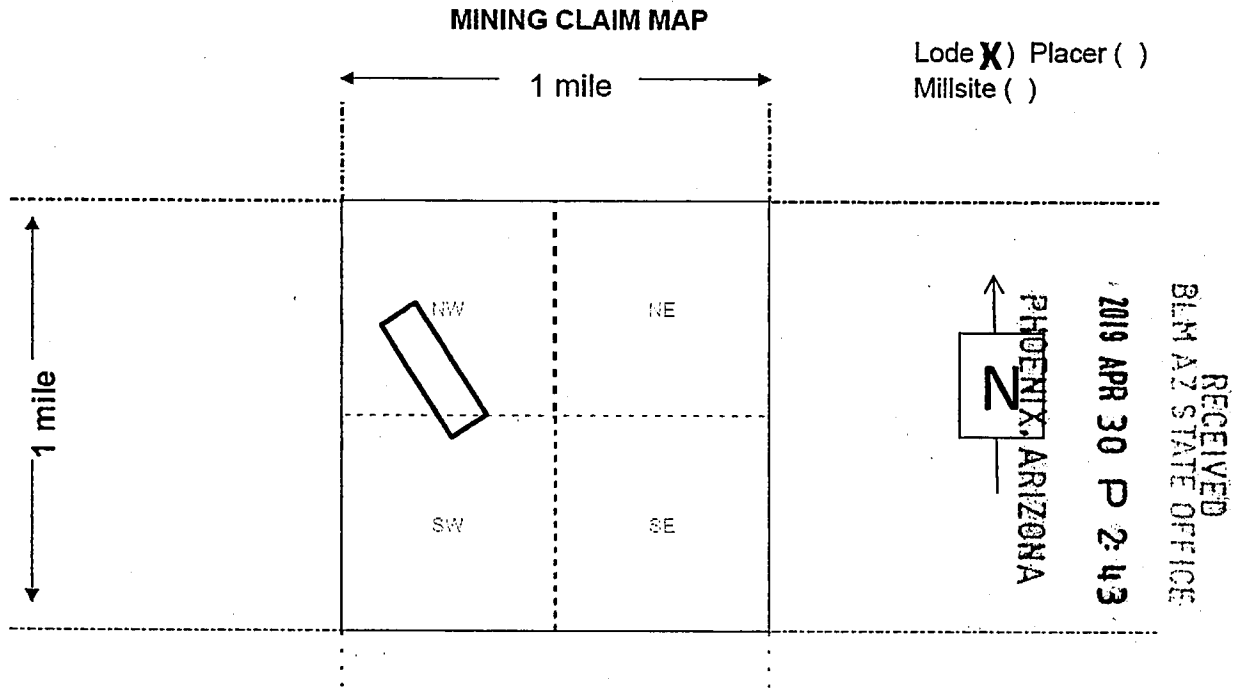 MINING CLAIM MAP
Lode X) Placer ( )
Millsite ( )
1 mile
1 mile
NW
NE
SW
SE
N
RECEIVED
BLM AZ STATE OFFICE
2019 APR 30 P 2:43
PHOENIX, ARIZONA